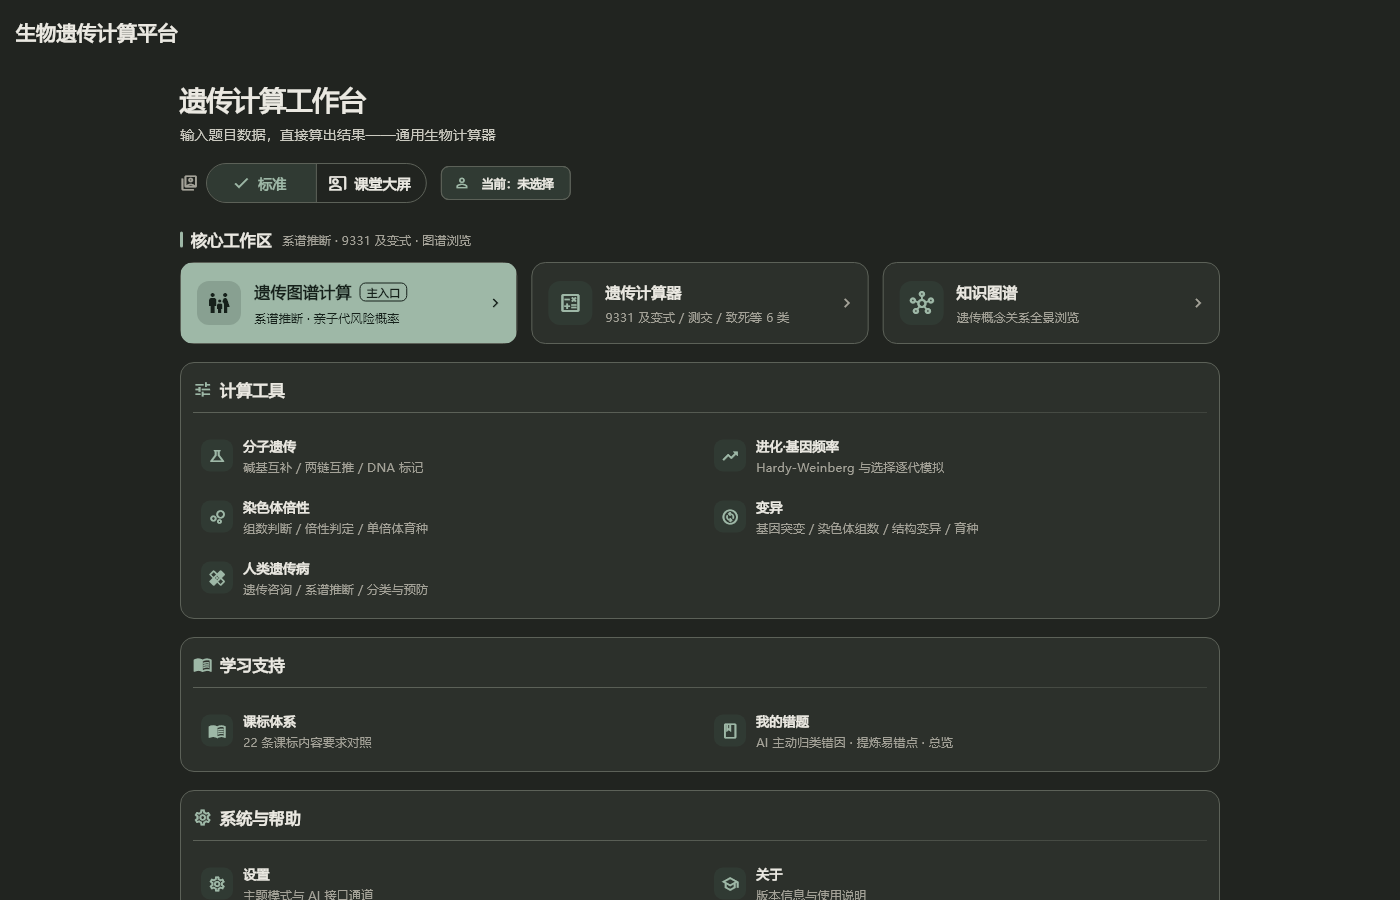 生物遗传计算平台
遗传计算工作台
输入题目数据，直接算出结果——通用生物计算器
标准
课堂大屏
当前：未选择
核心工作区 系谱推断 · 9331 及变式 · 图谱浏览
遗传图谱计算 主入口
系谱推断 · 亲子代风险概率
遗传计算器
9331 及变式 / 测交 / 致死等 6 类
知识图谱
遗传概念关系全景浏览
计算工具
分子遗传
碱基互补 / 两链互推 / DNA 标记
进化·基因频率
Hardy-Weinberg 与选择逐代模拟
染色体倍性
组数判断 / 倍性判定 / 单倍体育种
变异
基因突变 / 染色体组数 / 结构变异 / 育种
人类遗传病
遗传咨询 / 系谱推断 / 分类与预防
学习支持
课标体系
22 条课标内容要求对照
我的错题
AI 主动归类错因 · 提炼易错点 · 总览
系统与帮助
设置
主题模式与 AI 接口通道
关于
版本信息与使用说明